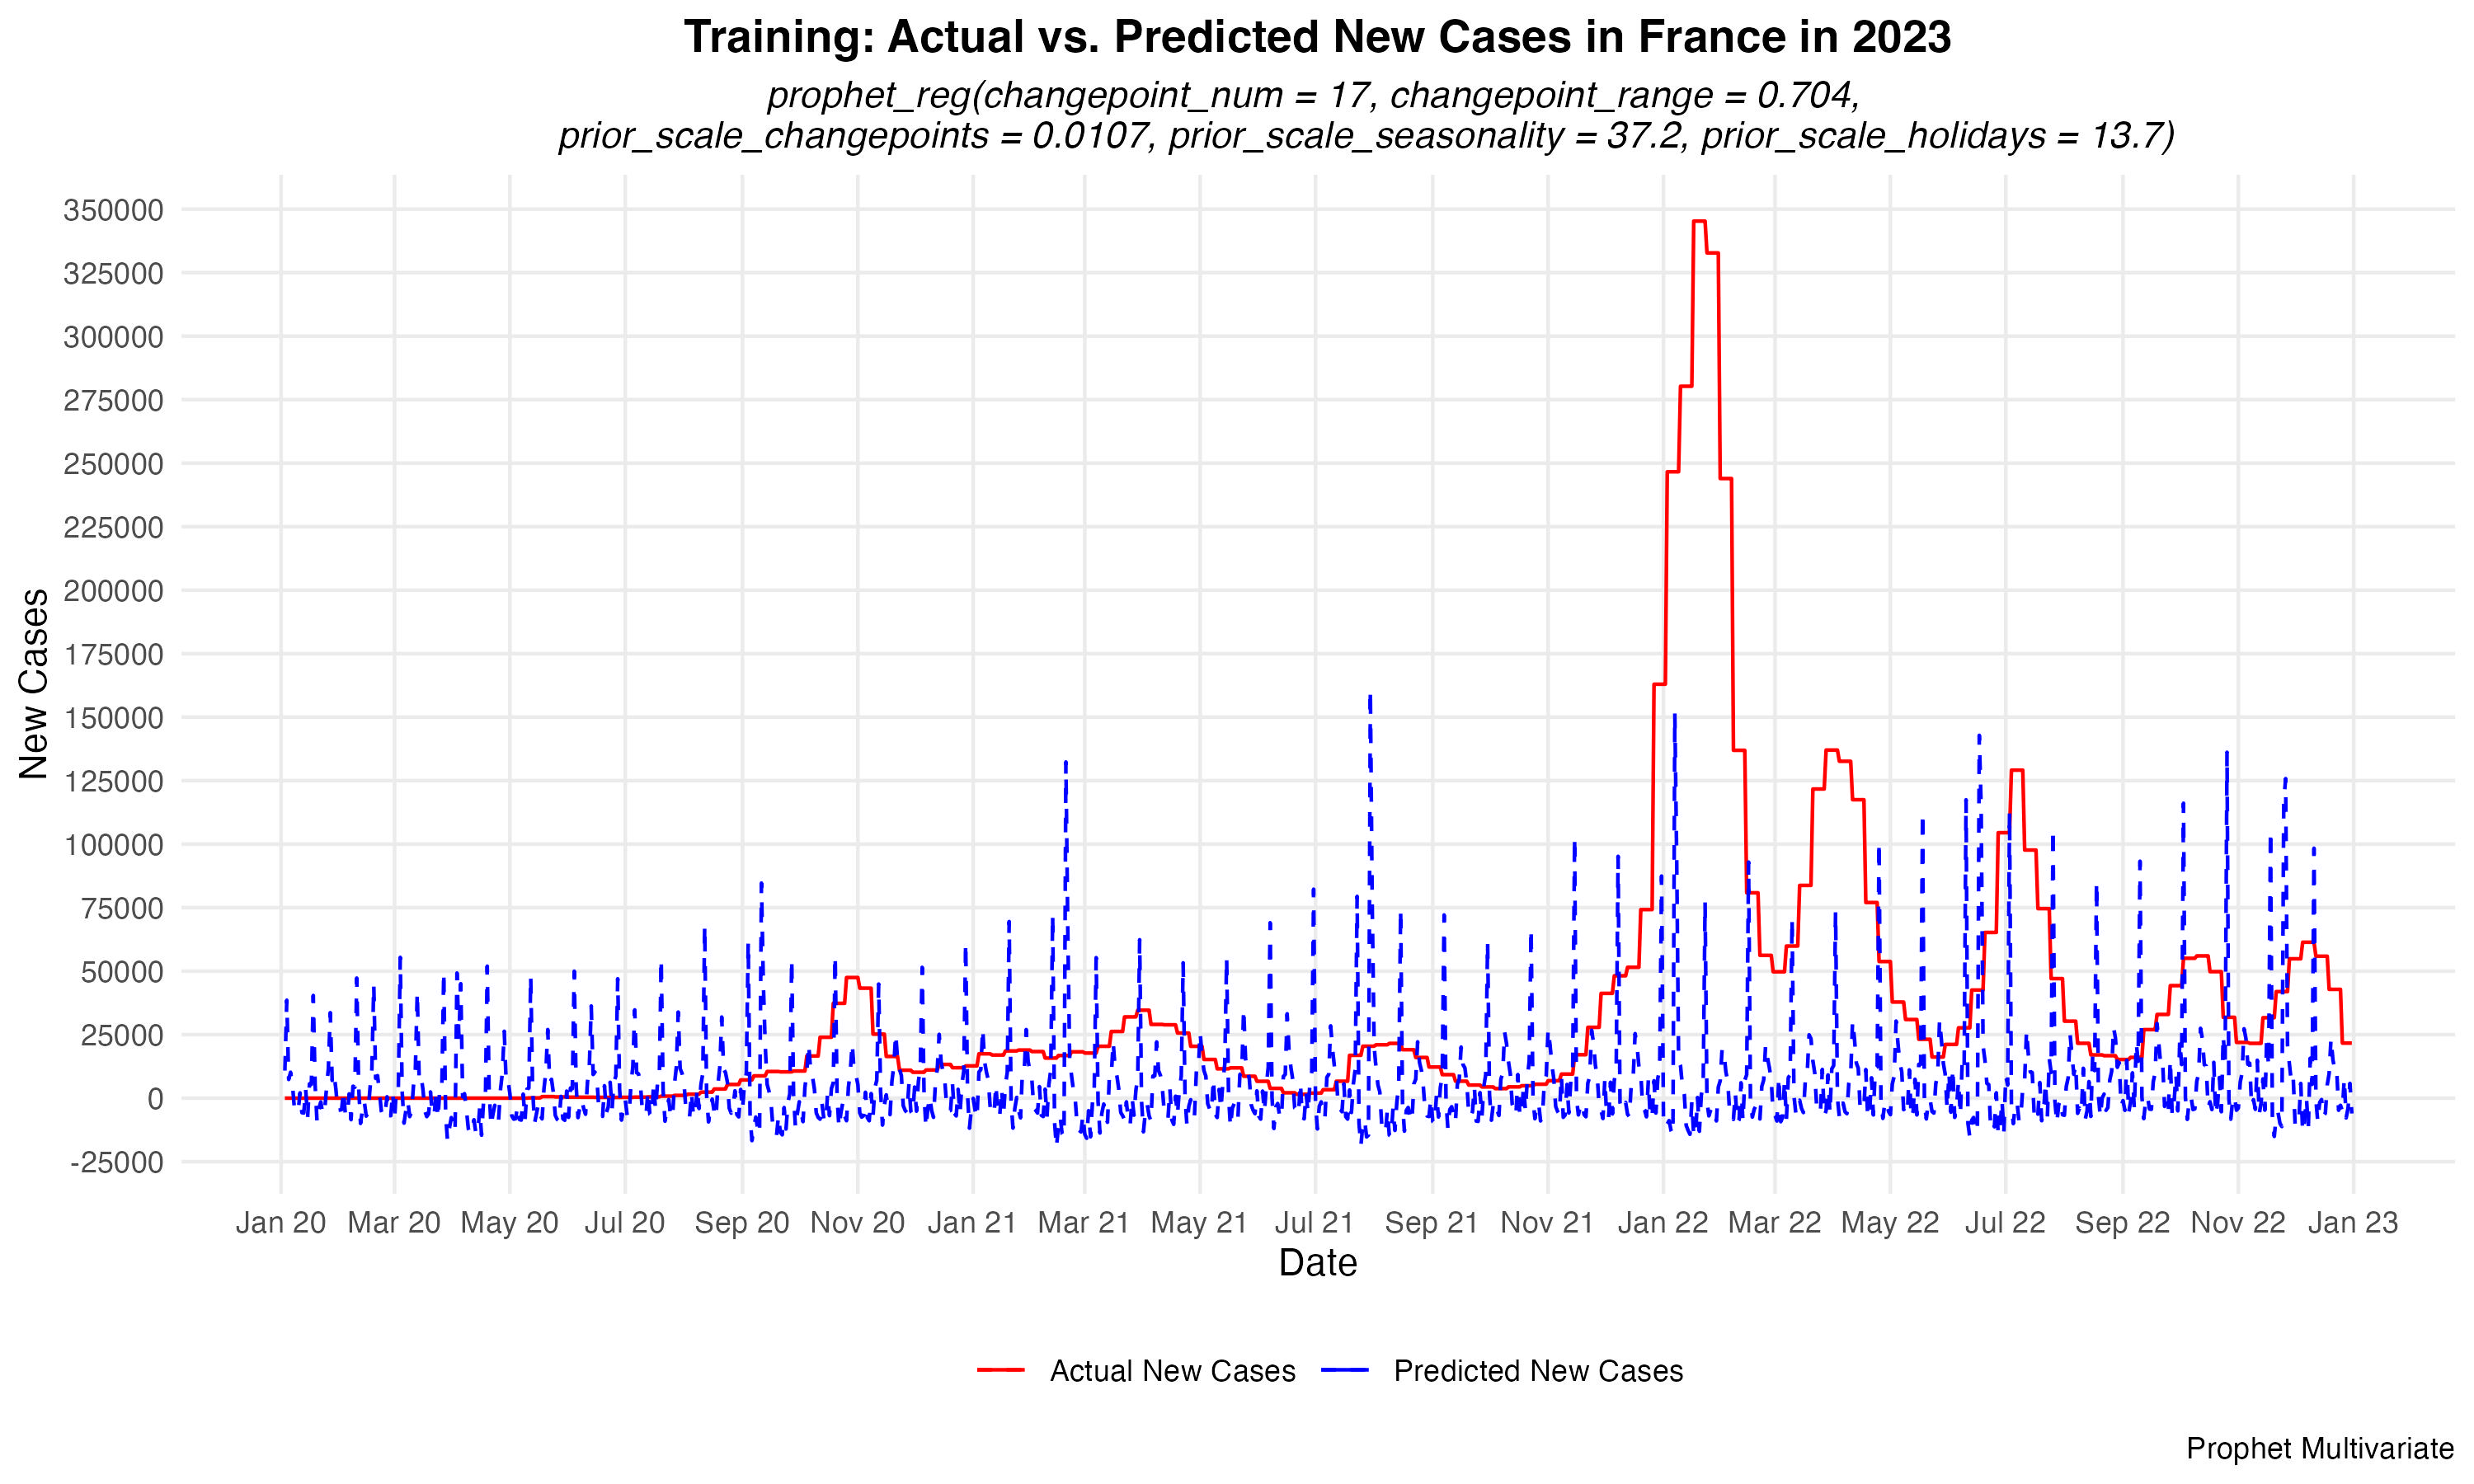 Training: Actual vs. Predicted New Cases in France in 2023
prophet_reg(changepoint_num = 17, changepoint_range = 0.704,
prior_scale_changepoints = 0.0107, prior_scale_seasonality = 37.2, prior_scale_holidays = 13.7)
New Cases
350000
325000
300000
275000
250000
225000
200000
175000
150000
125000
100000
75000
50000
25000
0
-25000
Jan 20 Mar 20 May 20 Jul 20 Sep 20 Nov 20 Jan 21 Mar 21 May 21 Jul 21 Sep 21 Nov 21 Jan 22 Mar 22 May 22 Jul 22 Sep 22 Nov 22 Jan 23
Date
Actual New Cases Predicted New Cases
Prophet Multivariate